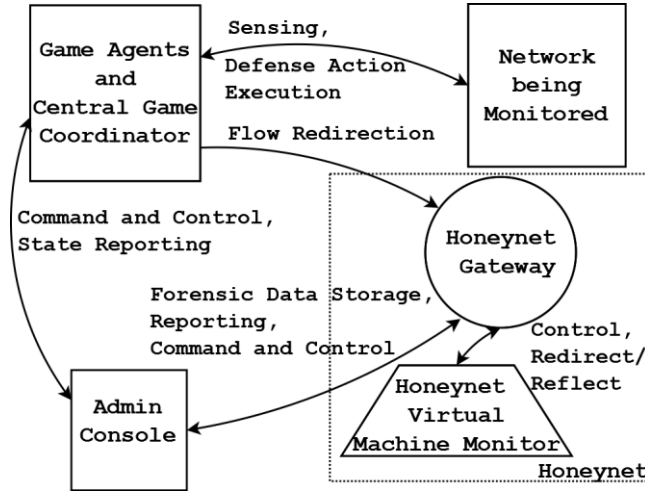 Game Agents
and
Central Game
Coordinator
Sensing,
Defense Action
Execution
Flow Redirection
Network
being
Monitored
Command and Control,
State Reporting
Honeynet
Gateway
Forensic Data Storage,
Reporting,
Command and Control
Control,
Redirect/
Reflect
Admin
Console
Honeynet
Virtual
Machine Monitor
Honeynet